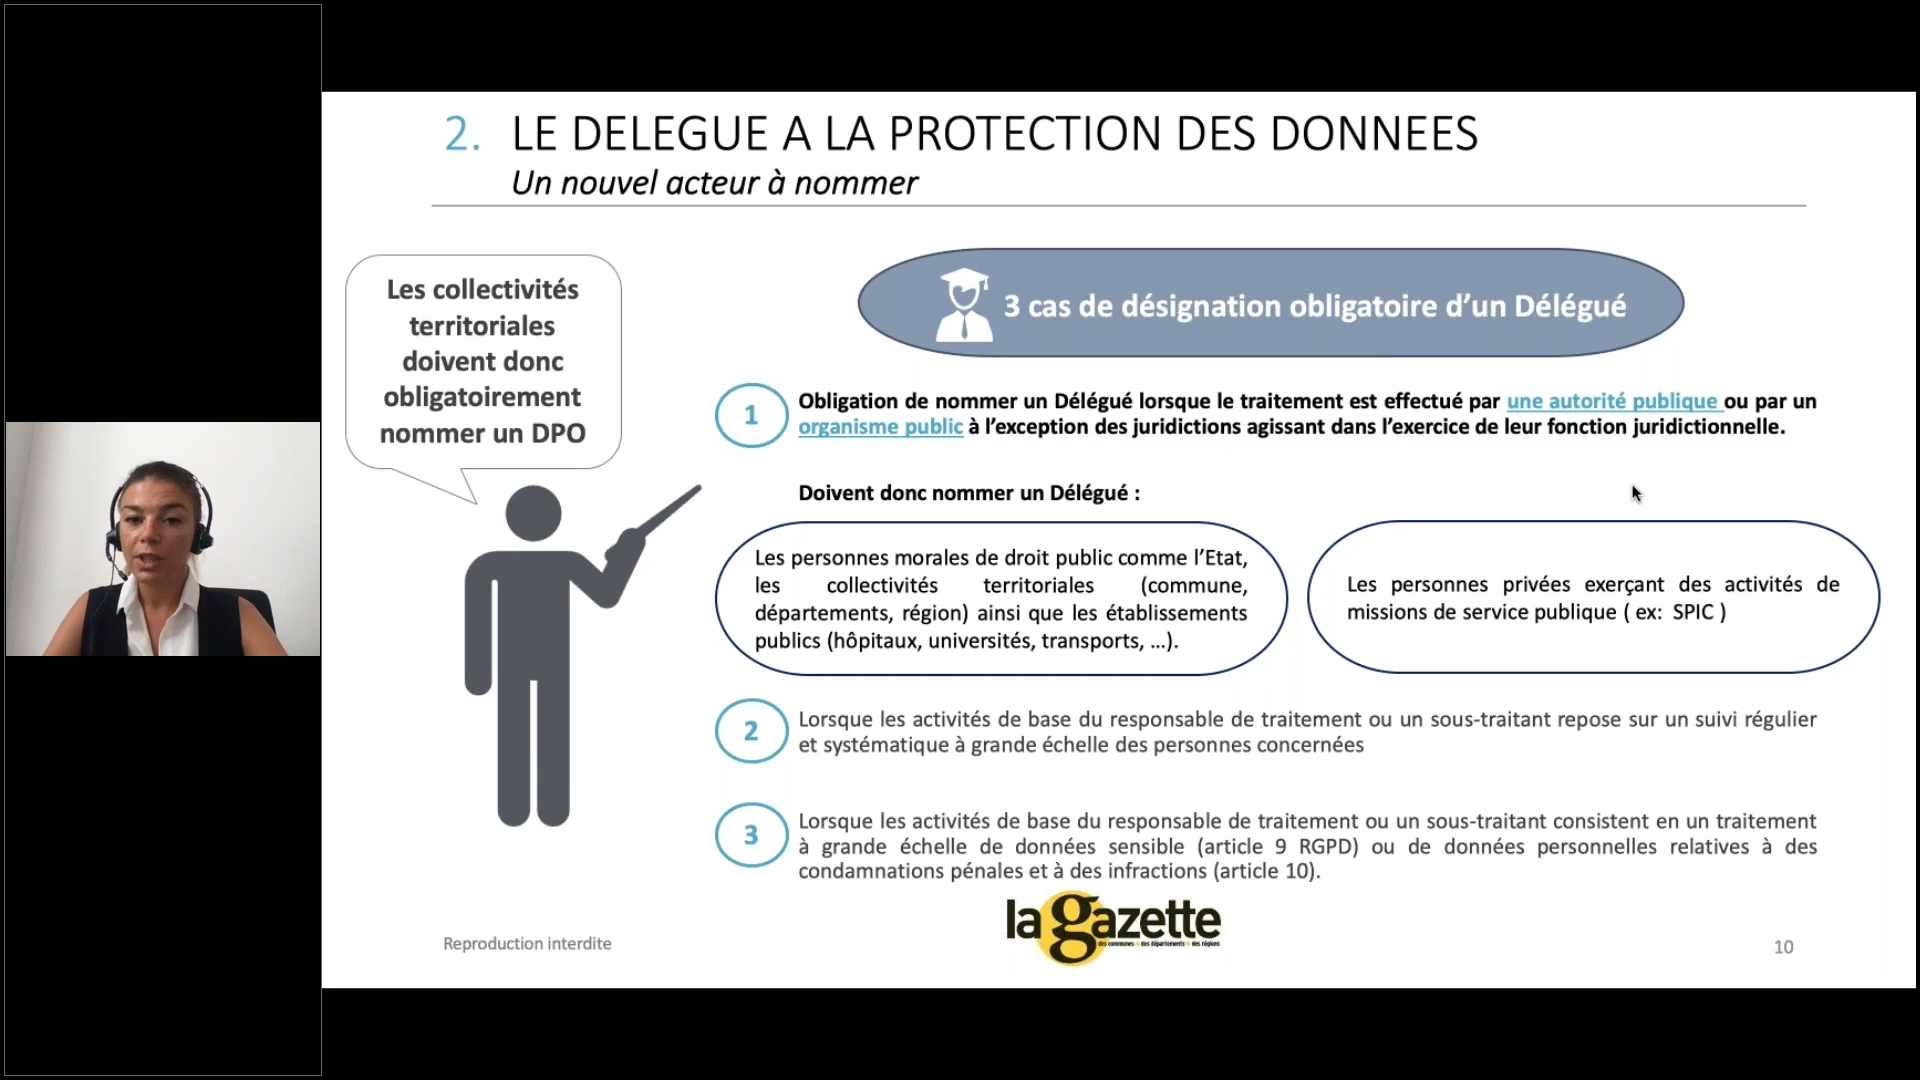 2. LE DELEGUE A LA PROTECTION DES DONNEES
Un nouvel acteur à nommer
Les collectivités
territoriales
doivent donc
obligatoirement
nommer un DPO
3 cas de désignation obligatoire d’un Délégué
1
Obligation de nommer un Délégué lorsque le traitement est effectué par une autorité publique ou par un
organisme public à l’exception des juridictions agissant dans l’exercice de leur fonction juridictionnelle.
Doivent donc nommer un Délégué :
Les personnes morales de droit public comme l’Etat,
les collectivités territoriales (commune,
départements, région) ainsi que les établissements
publics (hôpitaux, universités, transports, …).
Les personnes privées exerçant des activités de
missions de service publique ( ex: SPIC )
2
Lorsque les activités de base du responsable de traitement ou un sous-traitant repose sur un suivi régulier
et systématique à grande échelle des personnes concernées
3
Lorsque les activités de base du responsable de traitement ou un sous-traitant consistent en un traitement
à grande échelle de données sensible (article 9 RGPD) ou de données personnelles relatives à des
condamnations pénales et à des infractions (article 10).
la gazette
des communes des départements des régions
Reproduction interdite
10